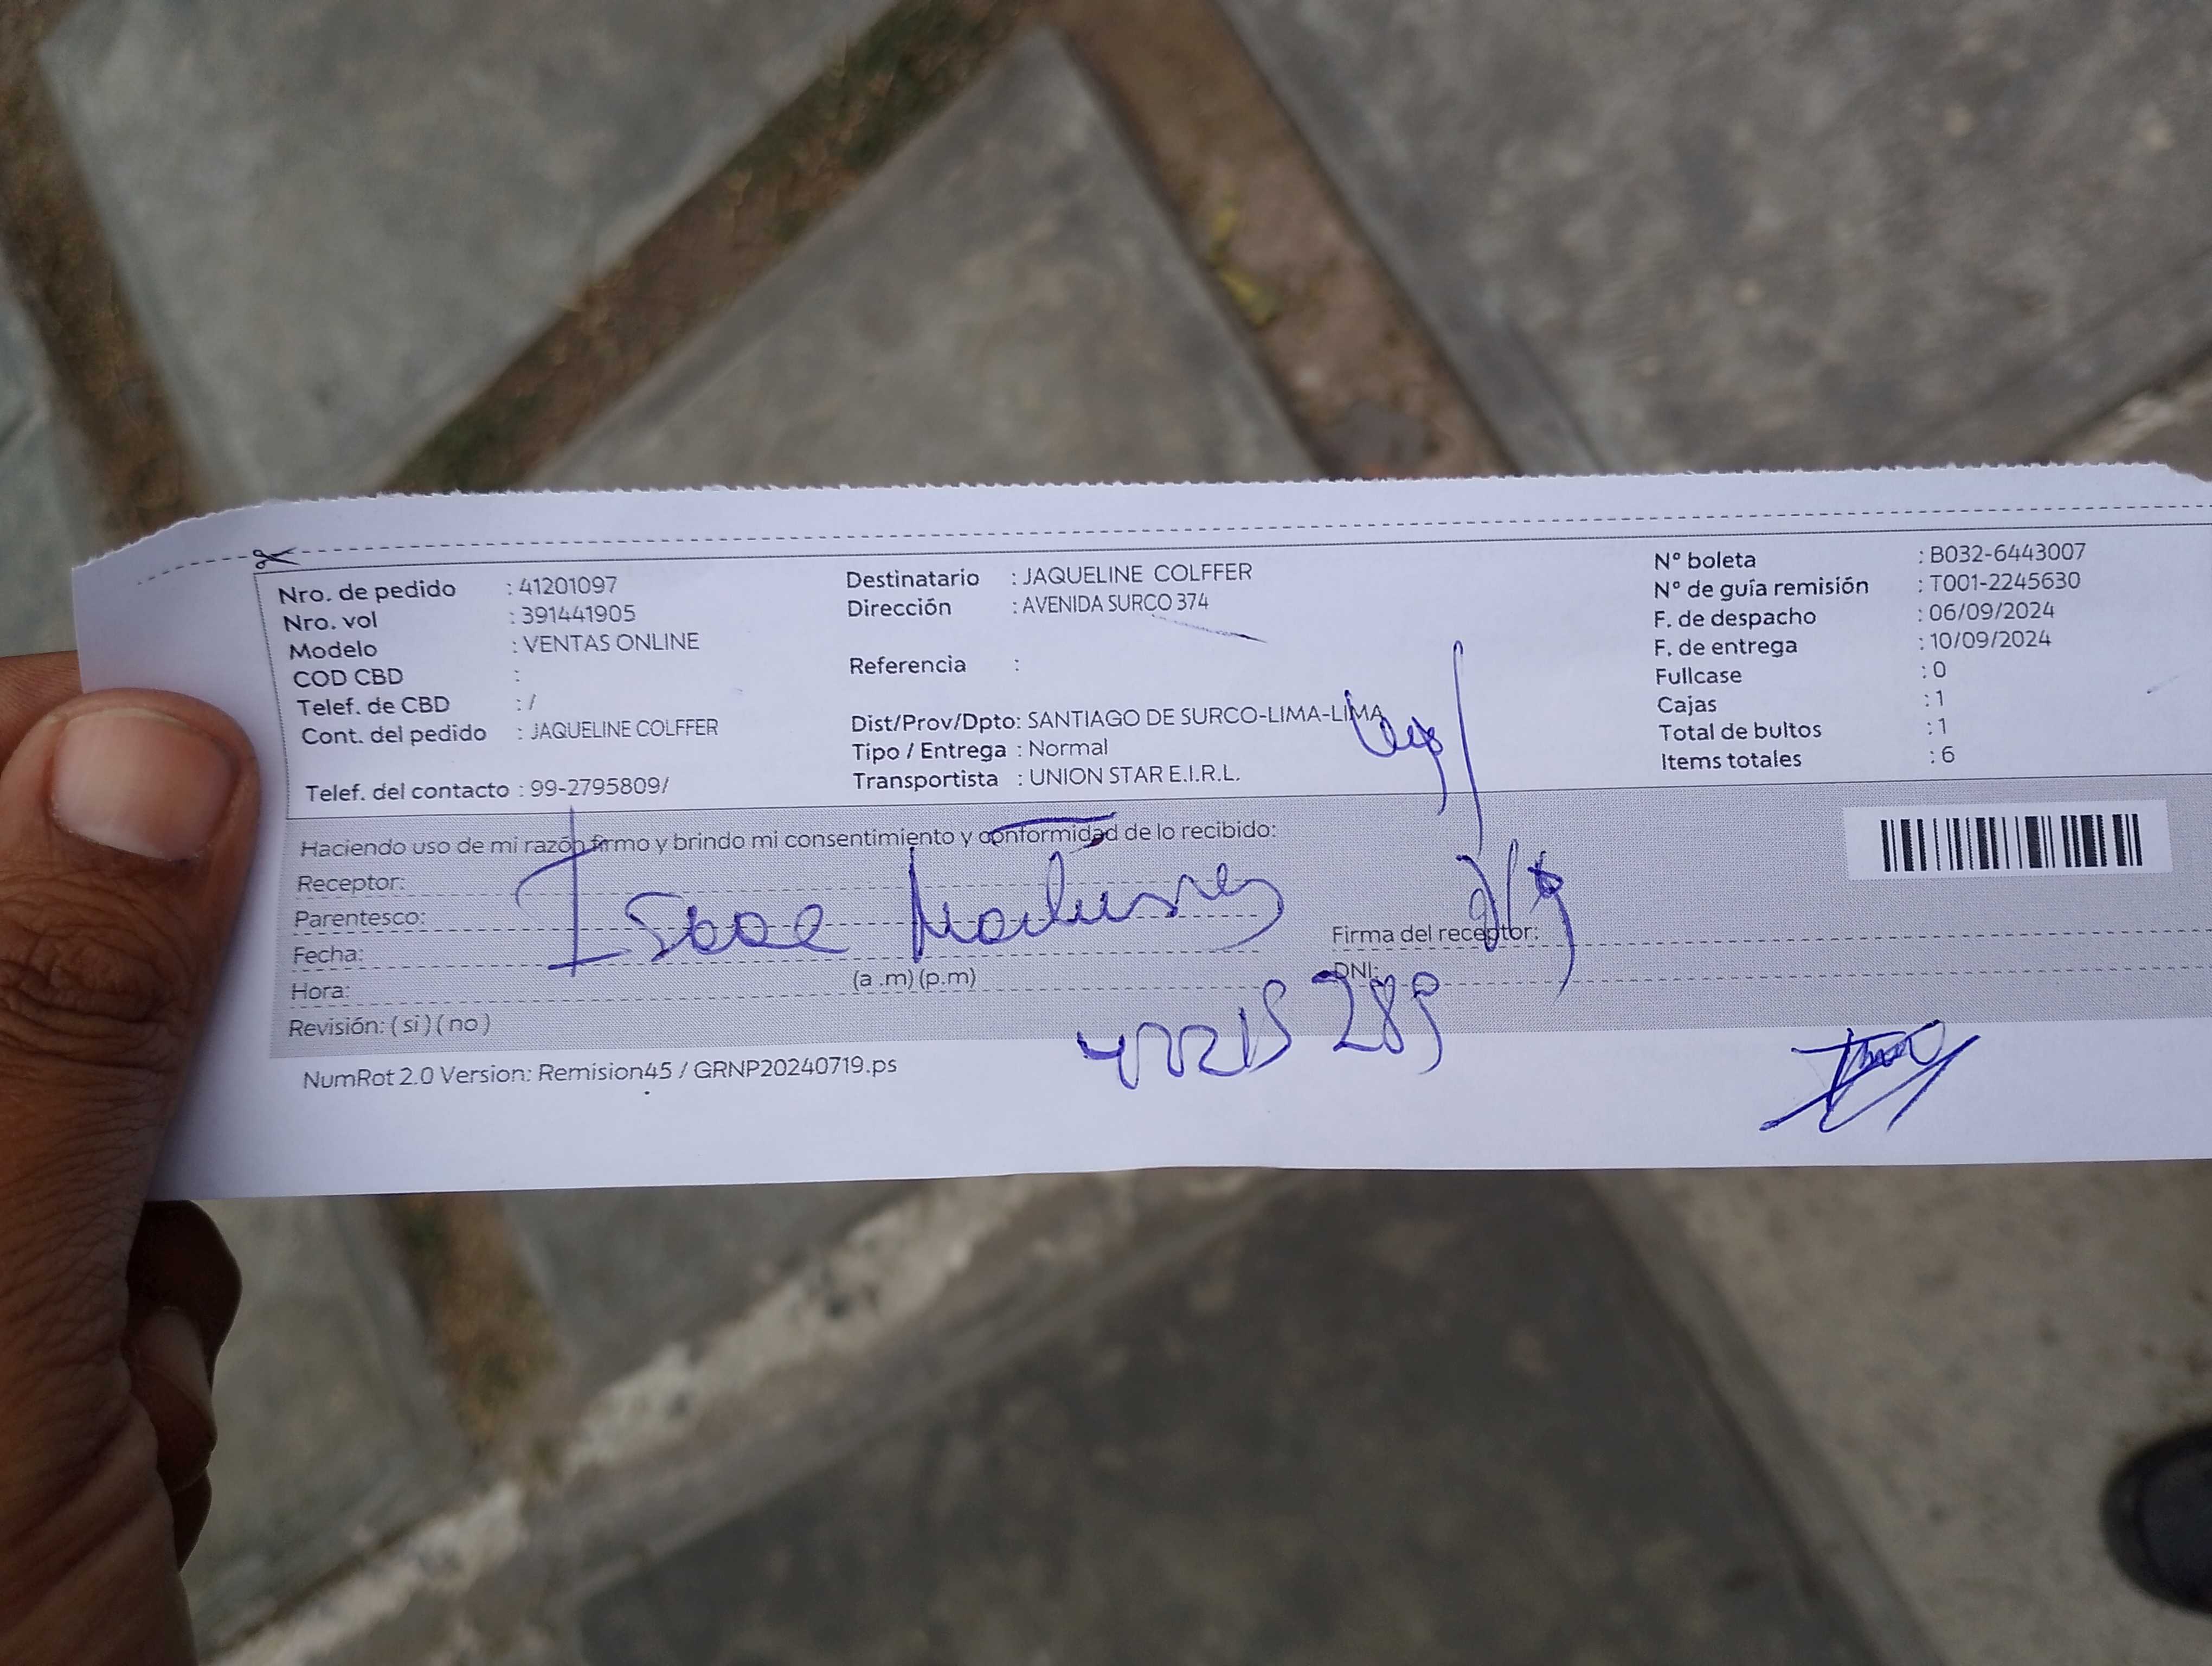 Nro. de pedido : 41201097
Nro. vol : 391441905
Modelo : VENTAS ONLINE
COD CBD :
Telef. de CBD : /
Cont. del pedido : JAQUELINE COLFFER
Telef. del contacto : 99-2795809/
Destinatario : JAQUELINE COLFFER
Dirección : AVENIDA SURCO 374
Referencia :
Dist/Prov/Dpto: SANTIAGO DE SURCO-LIMA-LIMA
Tipo / Entrega : Normal
Transportista : UNION STAR E.I.R.L.
Nº boleta : B032-6443007
Nº de guía remisión : T001-2245630
F. de despacho : 06/09/2024
F. de entrega : 10/09/2024
Fullcase : 0
Cajas : 1
Total de bultos : 1
Items totales : 6
Haciendo uso de mi razón firmo y brindo mi consentimiento y conformidad de lo recibido:
Receptor:
Parentesco:
Isaac
Fecha:
Hora: (a .m) (p.m)
Revisión: ( si ) ( no )
Firma del receptor:
DNI:
NumRot 2.0 Version: Remision45 / GRNP20240719.ps